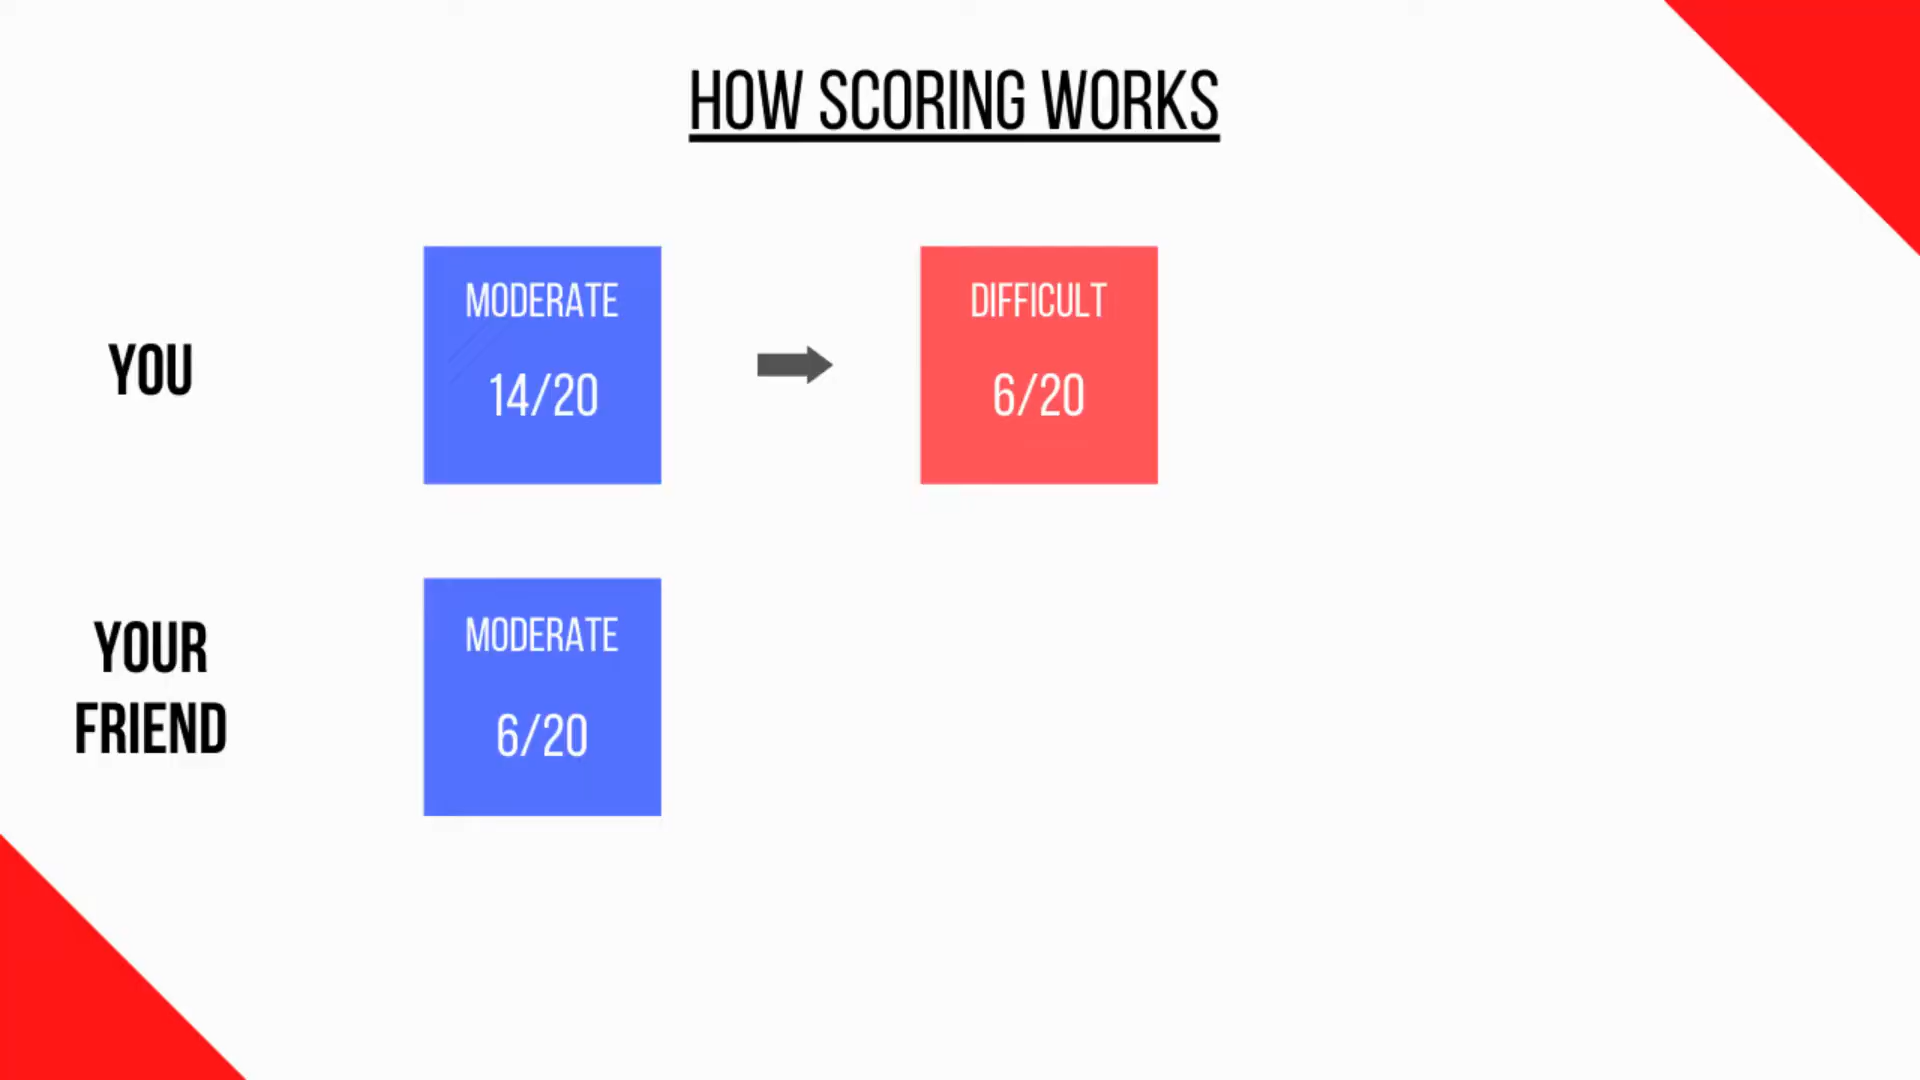 HOW SCORING WORKS
YOU
MODERATE
14/20
DIFFICULT
6/20
YOUR
FRIEND
MODERATE
6/20